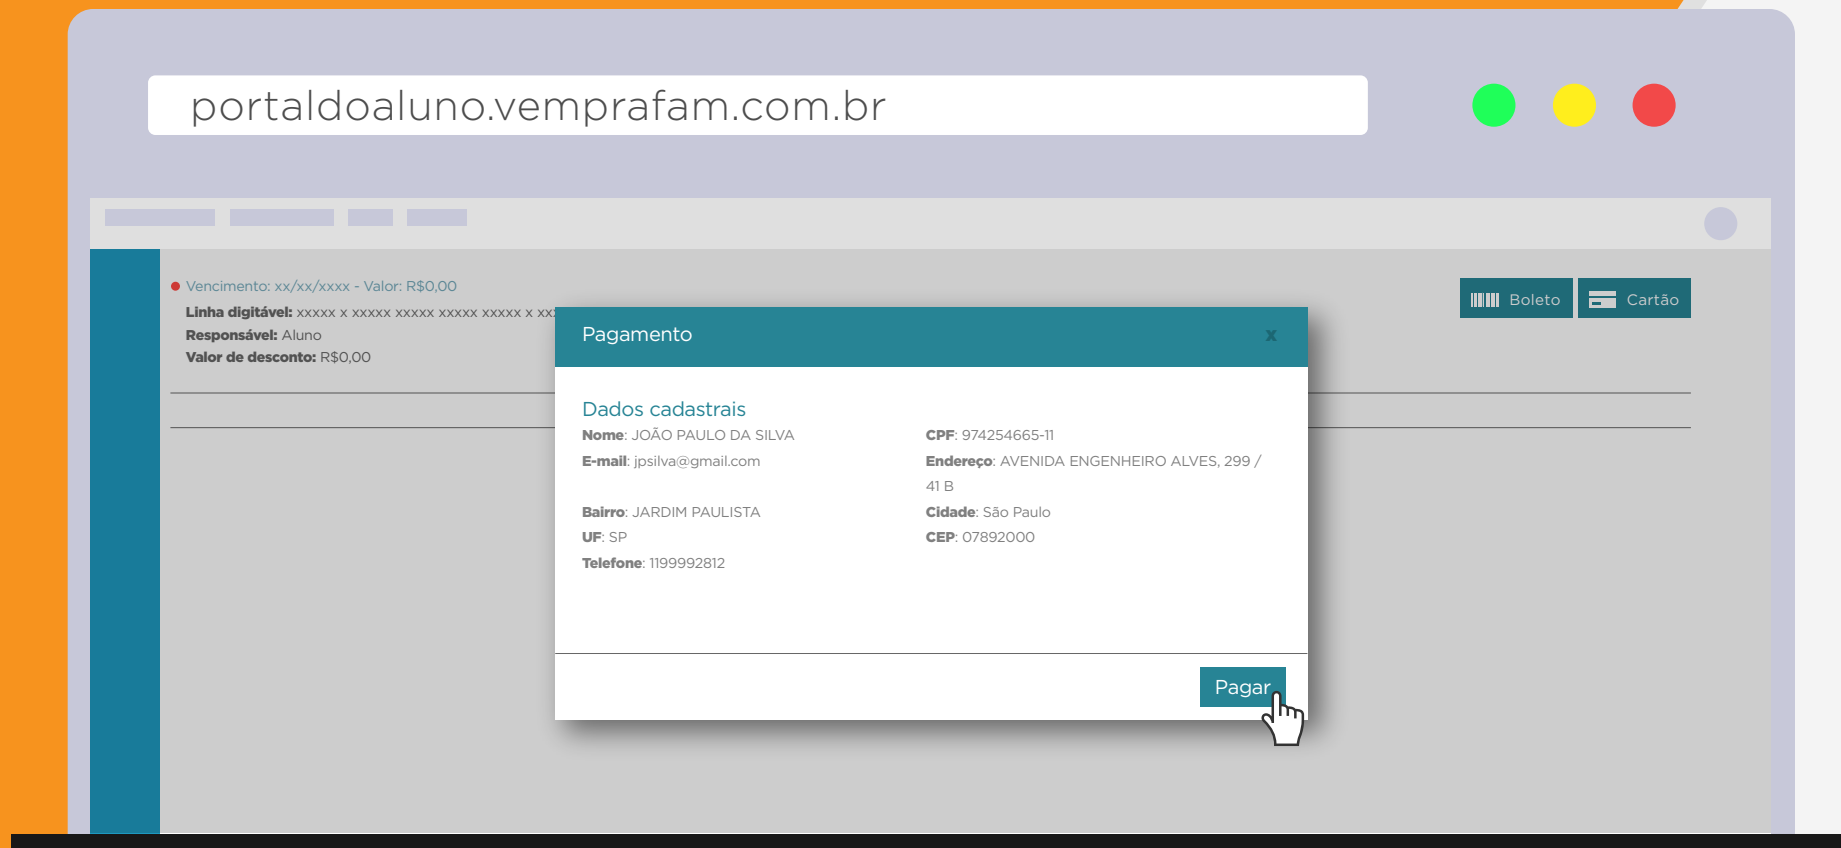 portaldoaluno.vemprafam.com.br
Vencimento: xx/xx/xxxx - Valor: R$0,00
Linha digitável: xxxxx x xxxxx xxxxx xxxxx xxxxx x xx
Responsável: Aluno
Valor de desconto: R$0,00
Boleto
Cartão
Pagamento
x
Dados cadastrais
Nome: JOÃO PAULO DA SILVA
CPF: 974254665-11
E-mail: jpsilva@gmail.com
Endereço: AVENIDA ENGENHEIRO ALVES, 299 /
41 B
Bairro: JARDIM PAULISTA
Cidade: São Paulo
UF: SP
CEP: 07892000
Telefone: 1199992812
Pagar